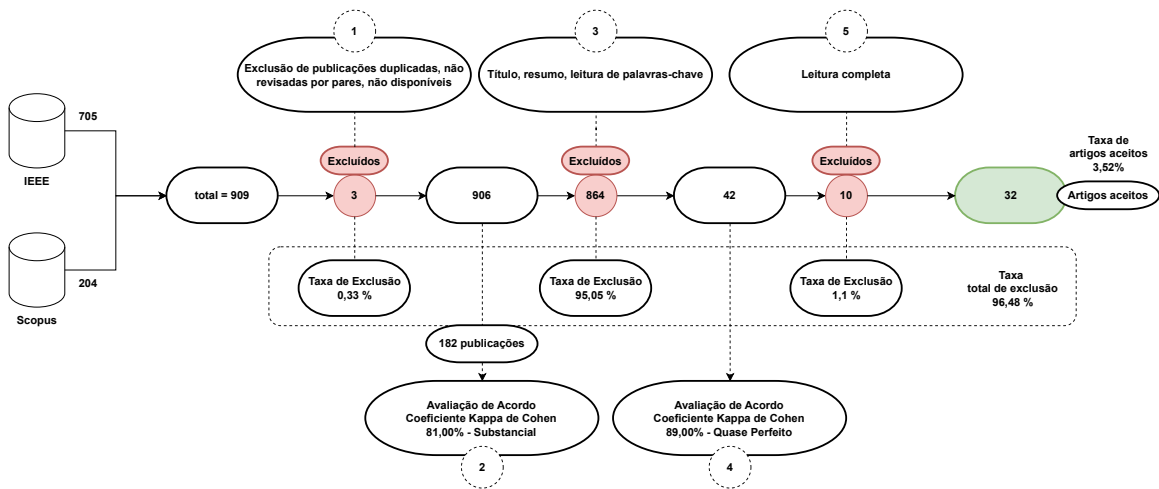 1
Exclusão de publicações duplicadas, não
revisadas por pares, não disponíveis
3
Título, resumo, leitura de palavras-chave
5
Leitura completa
705
IEEE
204
Scopus
total = 909
Excluídos
3
906
Excluídos
864
42
Excluídos
10
32
Taxa de
artigos aceitos
3,52%
Artigos aceitos
Taxa de Exclusão
0,33 %
Taxa de Exclusão
95,05 %
Taxa de Exclusão
1,1 %
Taxa
total de exclusão
96,48 %
182 publicações
Avaliação de Acordo
Coeficiente Kappa de Cohen
81,00% - Substancial
2
Avaliação de Acordo
Coeficiente Kappa de Cohen
89,00% - Quase Perfeito
4